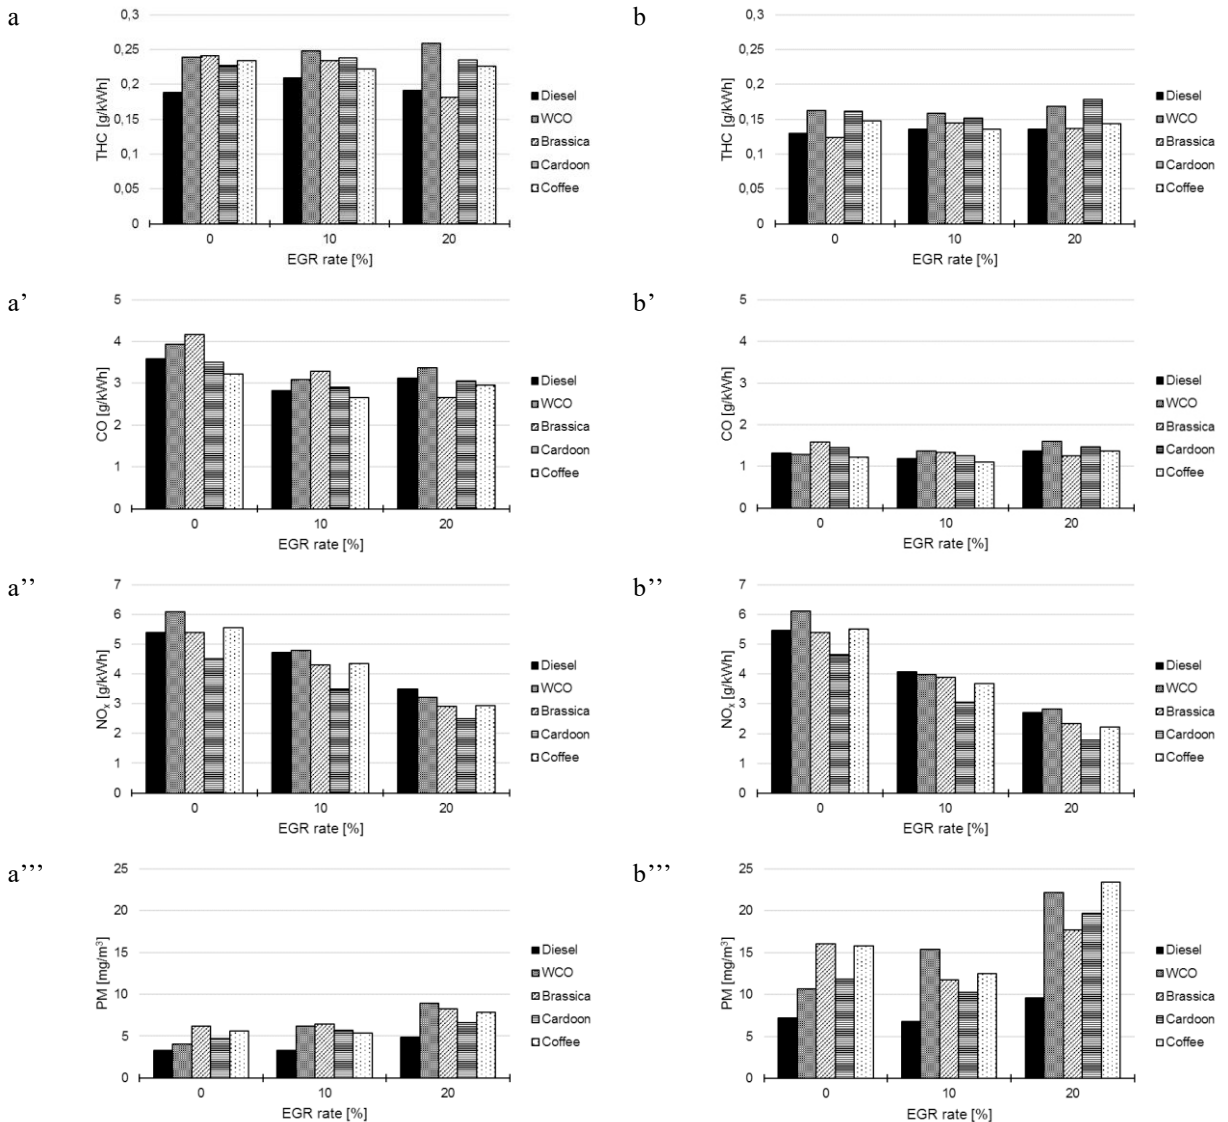 a
0,3
0,25
0,2
0,15
0,1
0,05
0
THC [g/kWh]
0 10 20
EGR rate [%]
Diesel
WCO
Brassica
Cardoon
Coffee
b
0,3
0,25
0,2
0,15
0,1
0,05
0
THC [g/kWh]
0 10 20
EGR rate [%]
Diesel
WCO
Brassica
Cardoon
Coffee
a’
5
4
3
2
1
0
CO [g/kWh]
0 10 20
EGR rate [%]
Diesel
WCO
Brassica
Cardoon
Coffee
b’
5
4
3
2
1
0
CO [g/kWh]
0 10 20
EGR rate [%]
Diesel
WCO
Brassica
Cardoon
Coffee
a’’
7
6
5
4
3
2
1
0
NOx [g/kWh]
0 10 20
EGR rate [%]
Diesel
WCO
Brassica
Cardoon
Coffee
b’’
7
6
5
4
3
2
1
0
NOx [g/kWh]
0 10 20
EGR rate [%]
Diesel
WCO
Brassica
Cardoon
Coffee
a’’’
25
20
15
10
5
0
PM [mg/m³]
0 10 20
EGR rate [%]
Diesel
WCO
Brassica
Cardoon
Coffee
b’’’
25
20
15
10
5
0
PM [mg/m³]
0 10 20
EGR rate [%]
Diesel
WCO
Brassica
Cardoon
Coffee